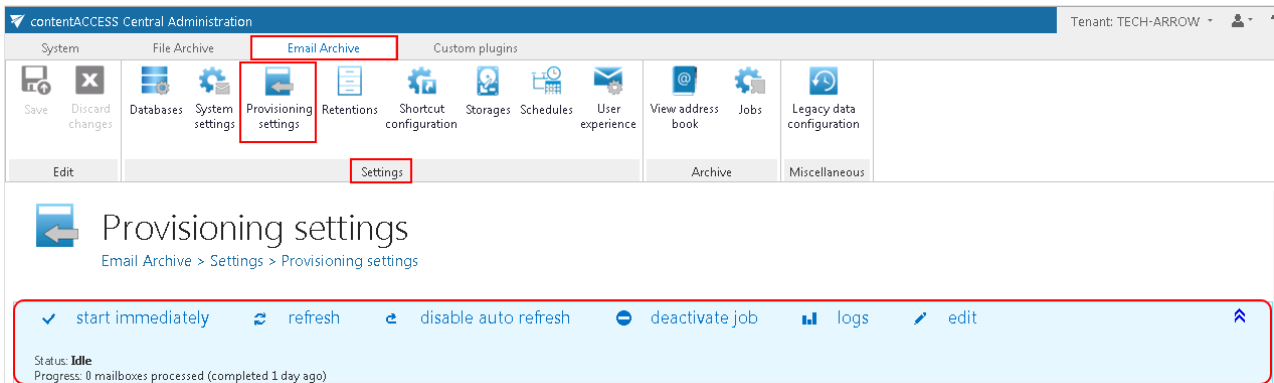 contentACCESS Central Administration
Tenant: TECH-ARROW
System File Archive Email Archive Custom plugins
Save Discard changes Databases System settings Provisioning settings Retentions Shortcut configuration Storages Schedules User experience View address book Jobs Legacy data configuration
Edit Settings Archive Miscellaneous
Provisioning settings
Email Archive > Settings > Provisioning settings
start immediately refresh disable auto refresh deactivate job logs edit
Status: Idle
Progress: 0 mailboxes processed (completed 1 day ago)